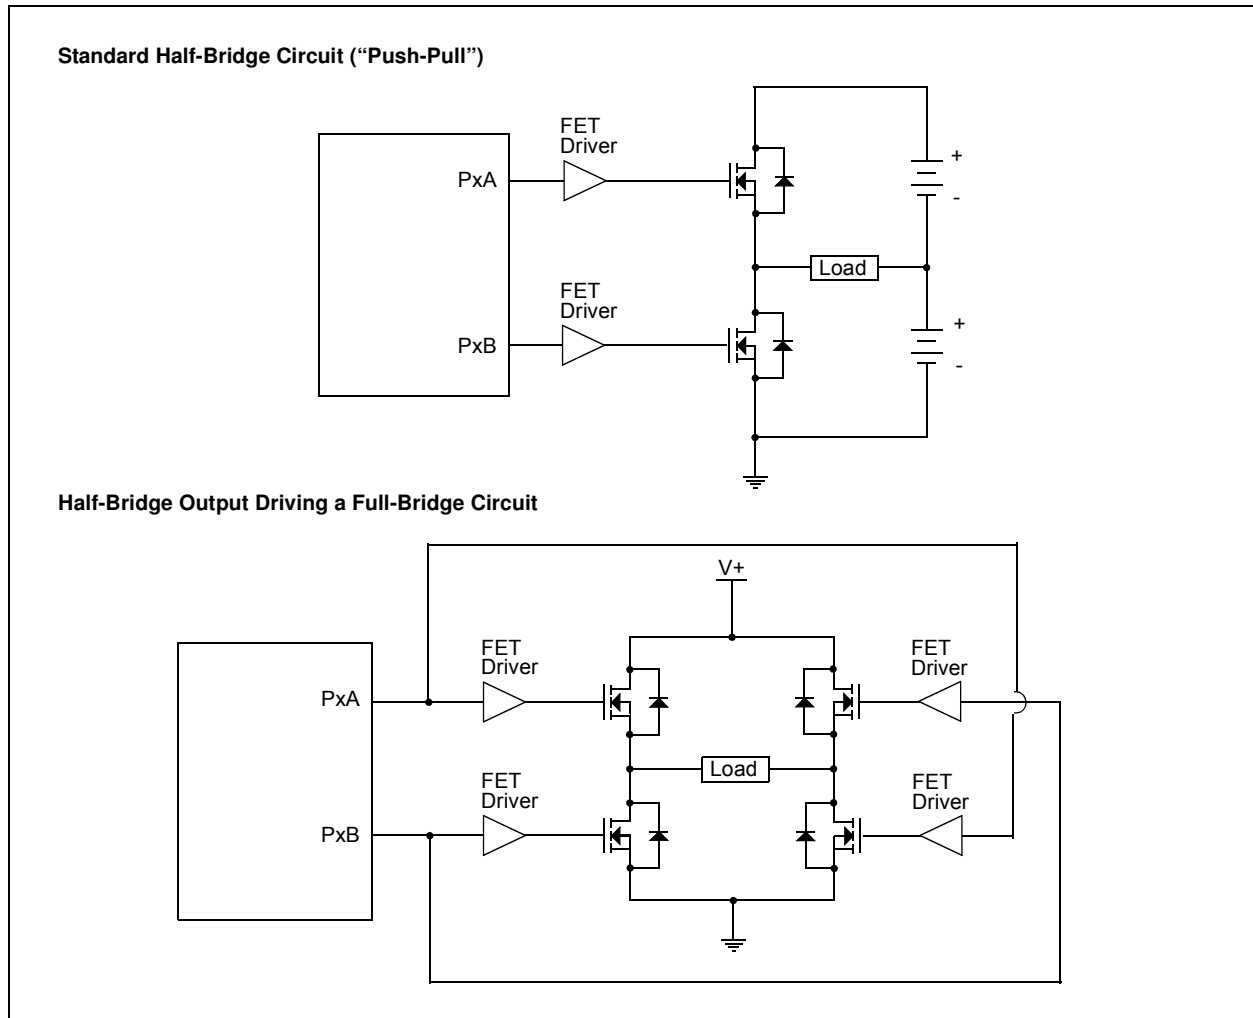 Standard Half-Bridge Circuit (“Push-Pull”)
FET
Driver
PxA
+
-
Load
FET
Driver
PxB
+
-
Half-Bridge Output Driving a Full-Bridge Circuit
V+
FET
Driver
FET
Driver
PxA
Load
FET
Driver
FET
Driver
PxB